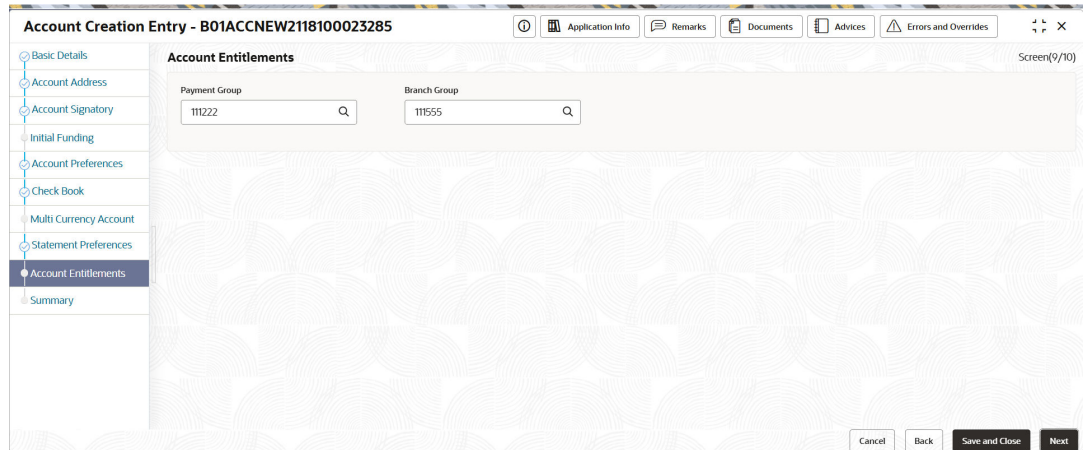 Account Creation Entry - B01ACCNEW2118100023285
Application Info
Remarks
Documents
Advices
Errors and Overrides
Basic Details
Account Address
Account Signatory
Initial Funding
Account Preferences
Check Book
Multi Currency Account
Statement Preferences
Account Entitlements
Summary
Account Entitlements
Screen(9/10)
Payment Group
Branch Group
111222
111555
Cancel
Back
Save and Close
Next